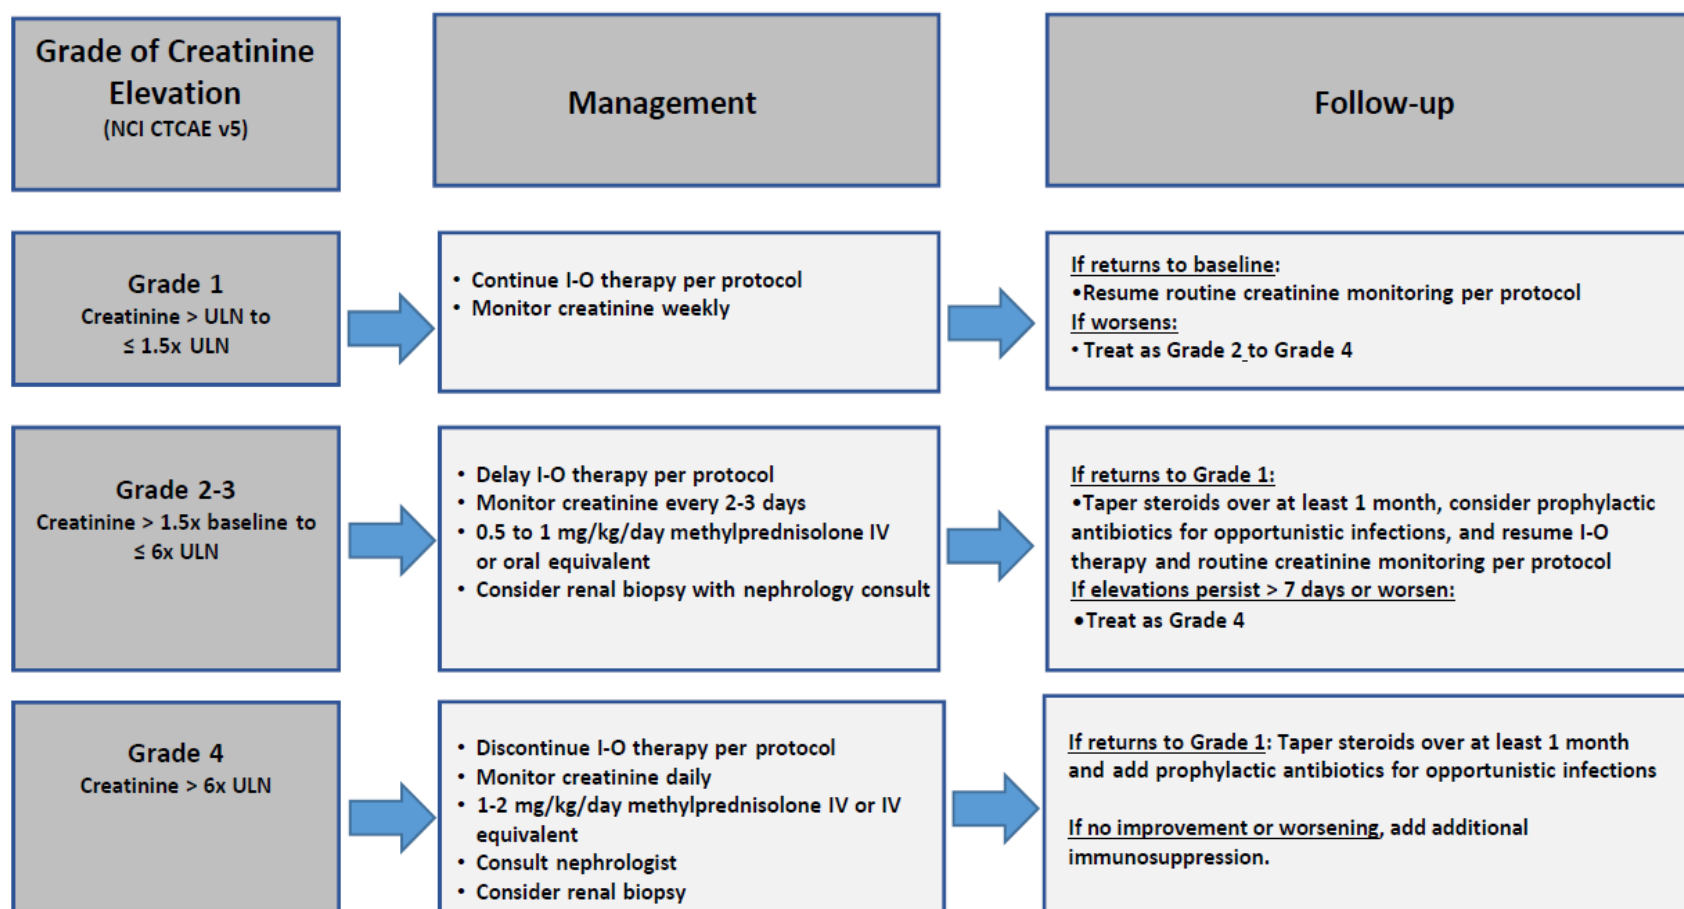 Grade of Creatinine
Elevation
(NCI CTCAE v5)
Management
Follow-up
Grade 1
Creatinine > ULN to
≤ 1.5x ULN
• Continue I-O therapy per protocol
• Monitor creatinine weekly
If returns to baseline:
•Resume routine creatinine monitoring per protocol
If worsens:
• Treat as Grade 2 to Grade 4
Grade 2-3
Creatinine > 1.5x baseline to
≤ 6x ULN
• Delay I-O therapy per protocol
• Monitor creatinine every 2-3 days
• 0.5 to 1 mg/kg/day methylprednisolone IV
or oral equivalent
• Consider renal biopsy with nephrology consult
If returns to Grade 1:
•Taper steroids over at least 1 month, consider prophylactic
antibiotics for opportunistic infections, and resume I-O
therapy and routine creatinine monitoring per protocol
If elevations persist > 7 days or worsen:
•Treat as Grade 4
Grade 4
Creatinine > 6x ULN
• Discontinue I-O therapy per protocol
• Monitor creatinine daily
• 1-2 mg/kg/day methylprednisolone IV or IV
equivalent
• Consult nephrologist
• Consider renal biopsy
If returns to Grade 1: Taper steroids over at least 1 month
and add prophylactic antibiotics for opportunistic infections
If no improvement or worsening, add additional
immunosuppression.